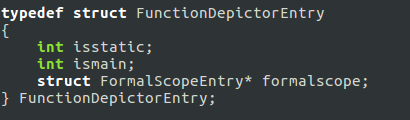 typedef struct FunctionDepictorEntry
{
    int isstatic;
    int ismain;
    struct FormalScopeEntry* formalscope;
} FunctionDepictorEntry;